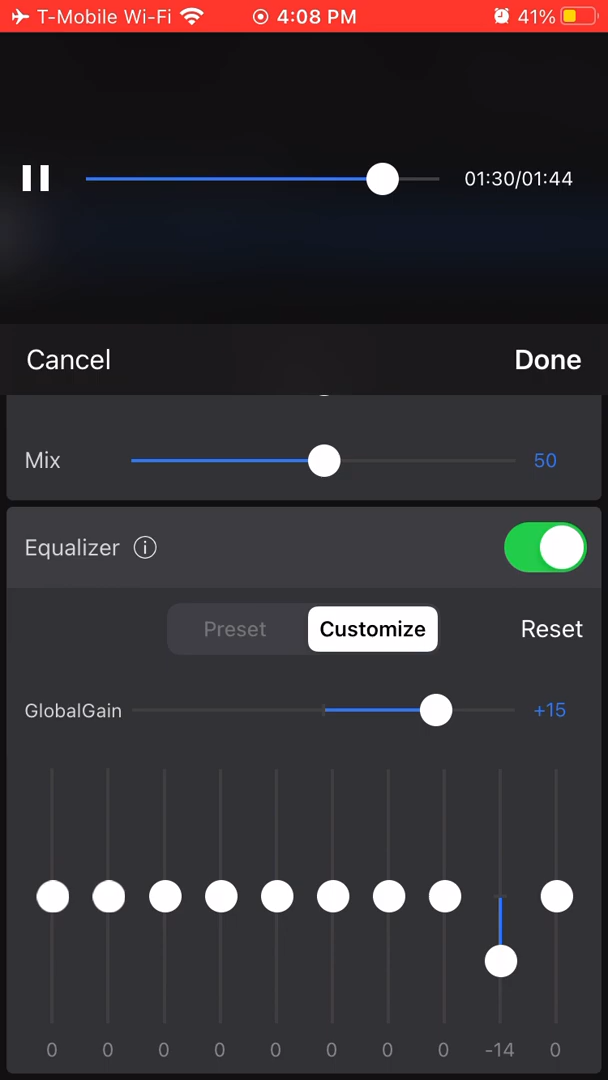 T-Mobile Wi-Fi 4:08 PM 41%
01:30/01:44
Cancel Done
Mix 50
Equalizer i
Preset Customize Reset
GlobalGain +15
0 0 0 0 0 0 0 0 -14 0